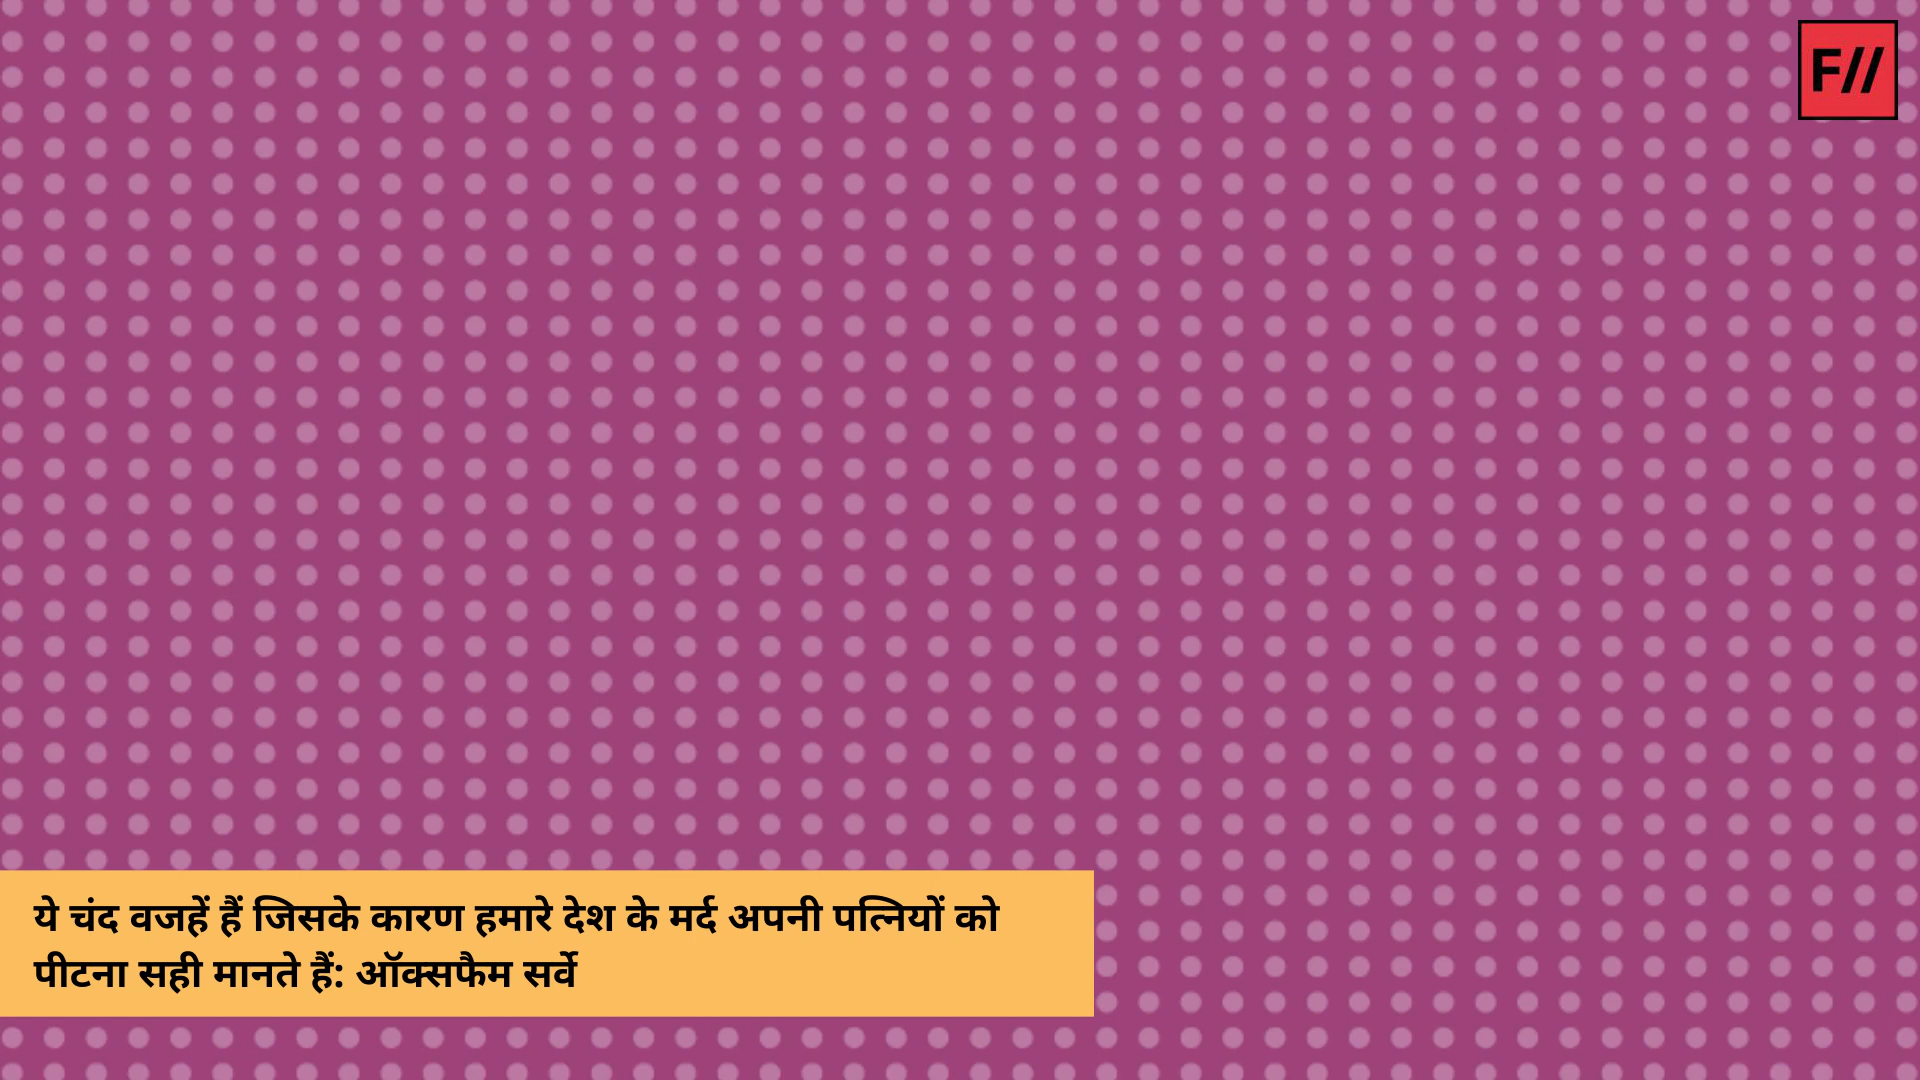 F//
ये चंद वजहें हैं जिसके कारण हमारे देश के मर्द अपनी पत्नियों को
पीटना सही मानते हैं: ऑक्सफैम सर्वे